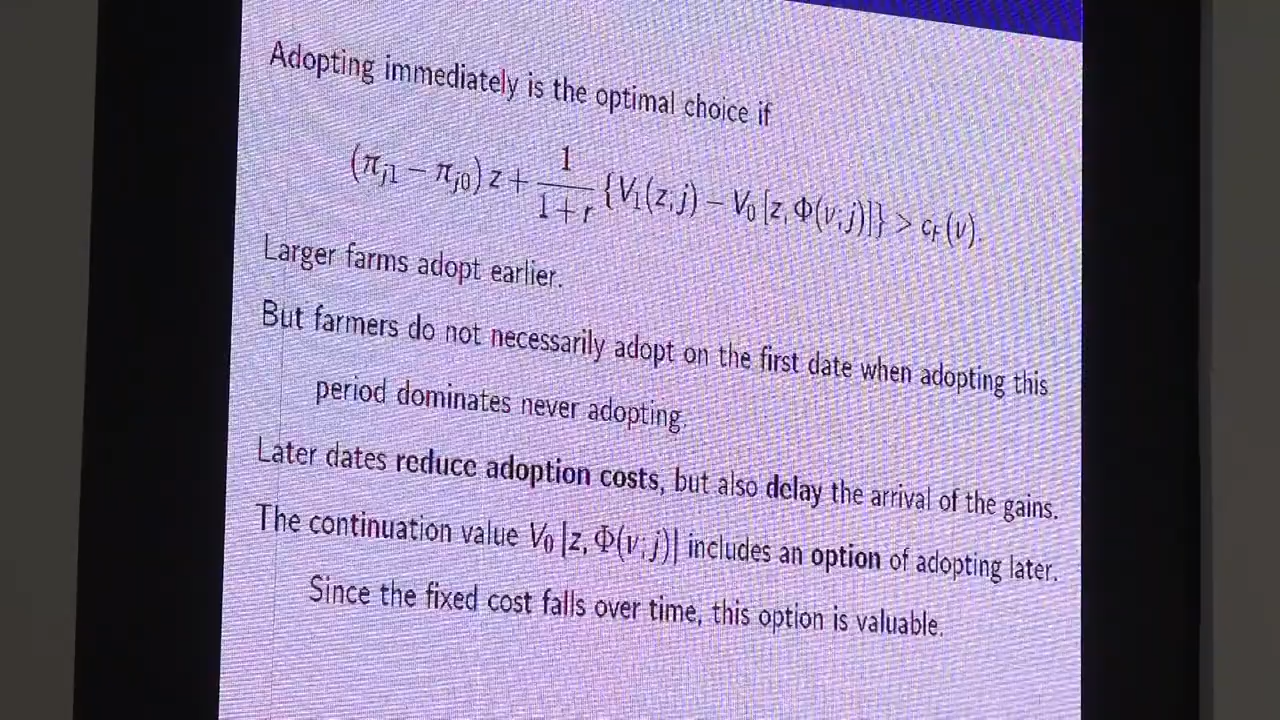 Adopting immediately is the optimal choice if
(π_{j1} − π_{j0}) z + \frac{1}{1+r} {V_1(z,j) − V_0 [z, Φ(v;j)]} > c_F(v).
Larger farms adopt earlier.
But farmers do not necessarily adopt on the first date when adopting this
period dominates never adopting.
Later dates reduce adoption costs, but also delay the arrival of the gains.
The continuation value V_0 [z, Φ(v;j)] includes an option of adopting later.
Since the fixed cost falls over time, this option is valuable.